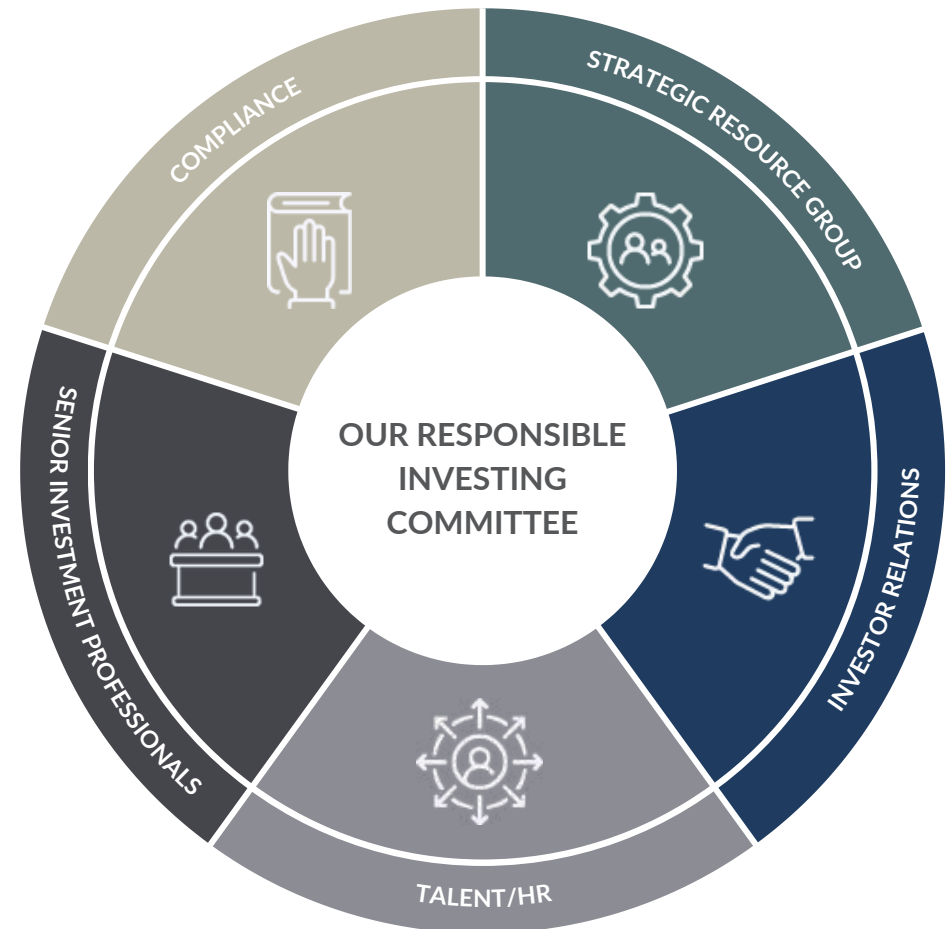 COMPLIANCE
STRATEGIC RESOURCE GROUP
SENIOR INVESTMENT PROFESSIONALS
OUR RESPONSIBLE
INVESTING
COMMITTEE
INVESTOR RELATIONS
TALENT/HR